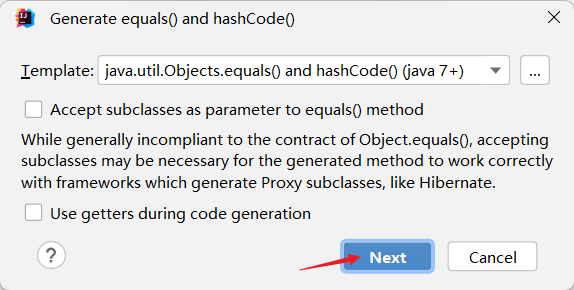 Generate equals() and hashCode()
Template: java.util.Objects.equals() and hashCode() (java 7+) ...
Accept subclasses as parameter to equals() method
While generally incompliant to the contract of Object.equals(), accepting
subclasses may be necessary for the generated method to work correctly
with frameworks which generate Proxy subclasses, like Hibernate.
Use getters during code generation
? Next Cancel